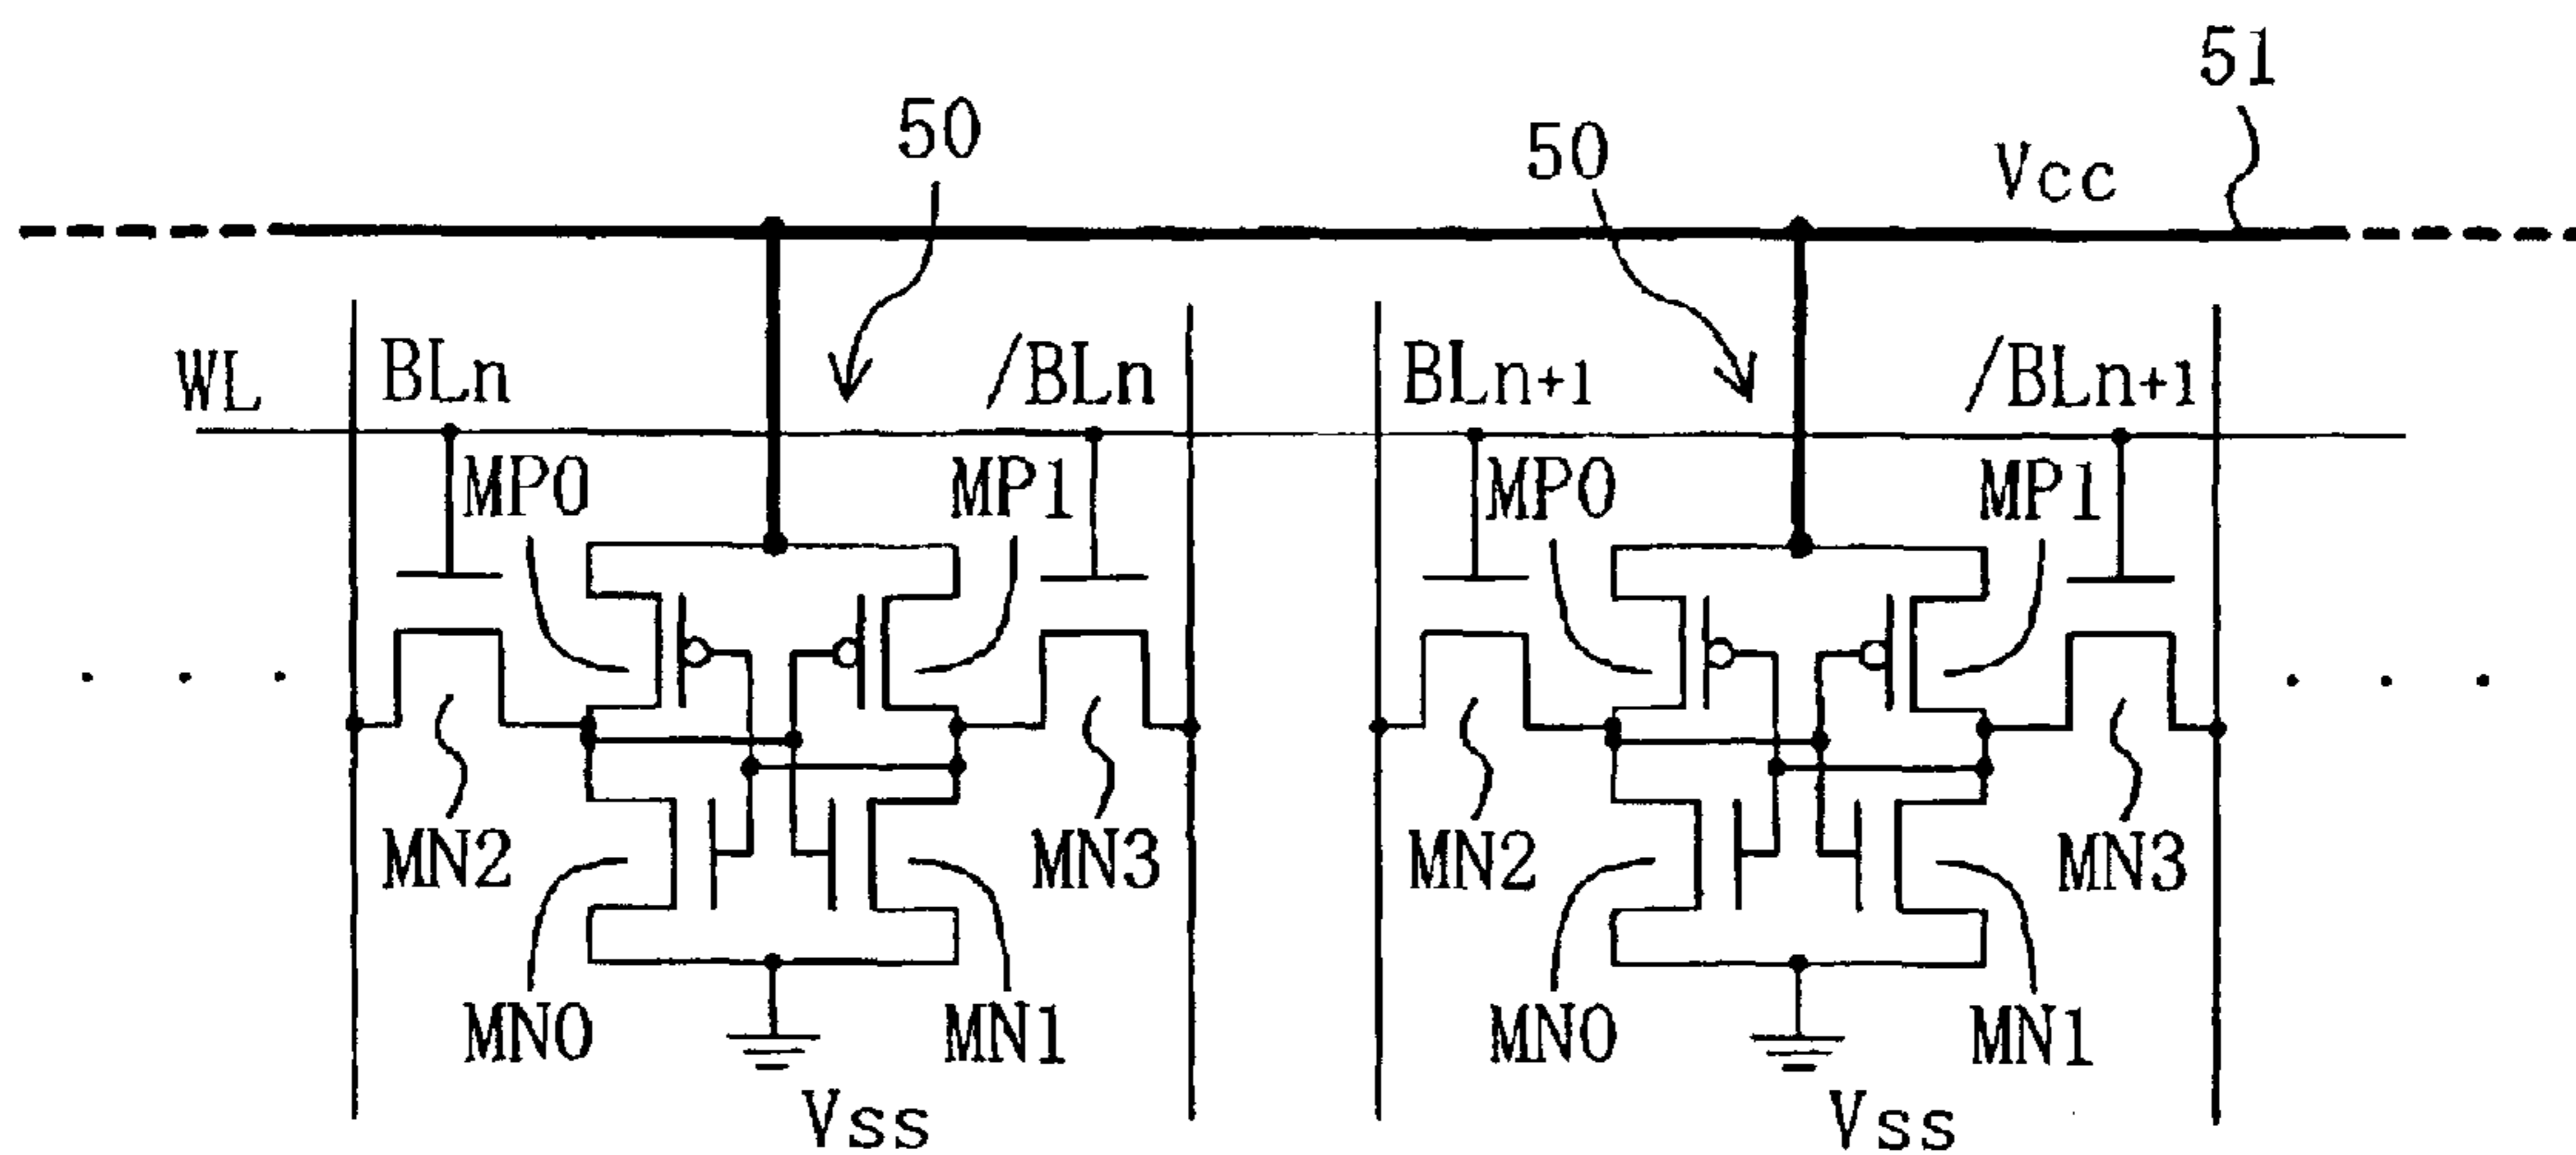 51
50
50
Vcc
WL
BLn
/BLn
BLn+1
/BLn+1
MP0
MP1
MP0
MP1
MN2
MN3
MN2
MN3
MN0
MN1
MN0
MN1
Vss
Vss